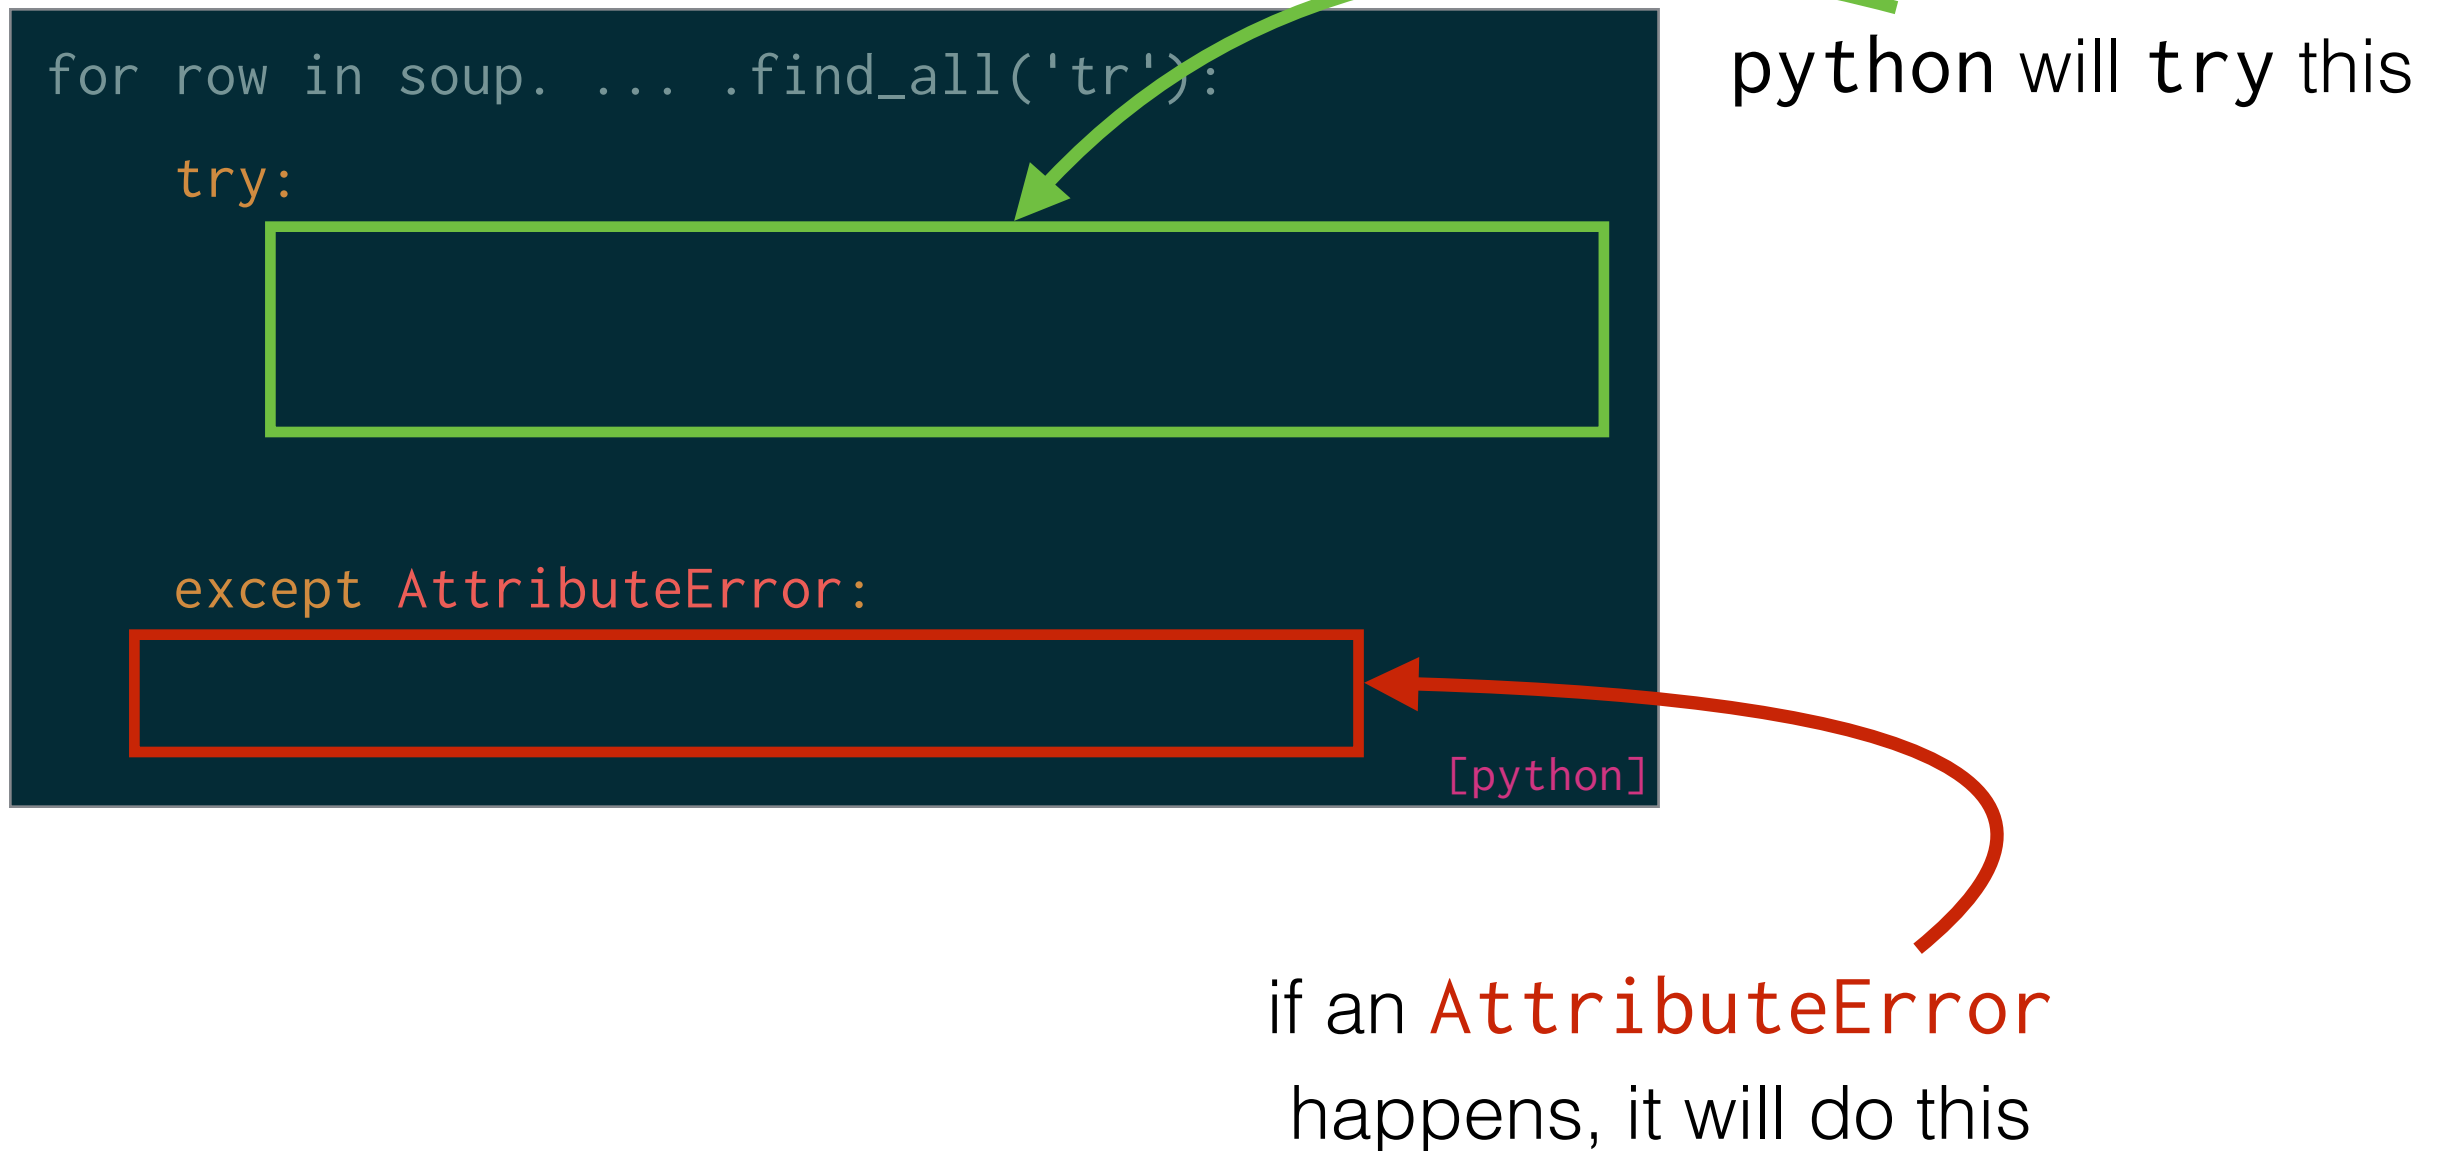 for row in soup. ... .find_all('tr'):
python will try this
try:
except AttributeError:
[python]
if an AttributeError
happens, it will do this